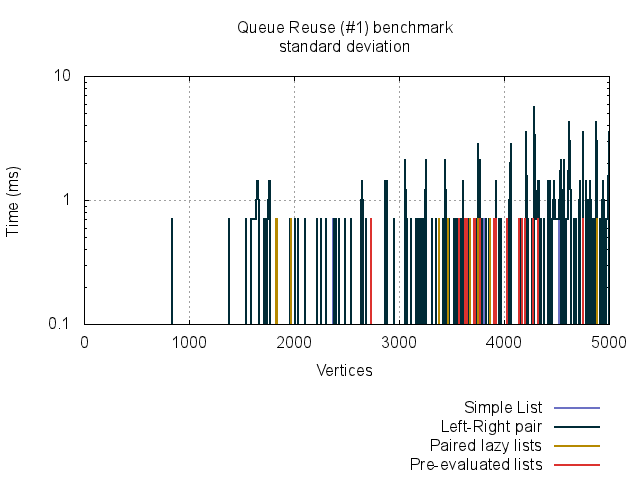 Queue Reuse (#1) benchmark
standard deviation
10
1
0.1
Time (ms)
0 1000 2000 3000 4000 5000
Vertices
Simple List
Left-Right pair
Paired lazy lists
Pre-evaluated lists